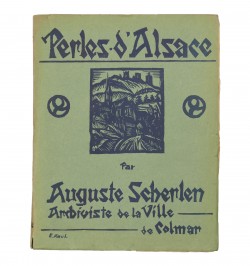 Perles·d'Alsace
Par
Auguste Scherlen
Archiviste de la Ville
de Colmar